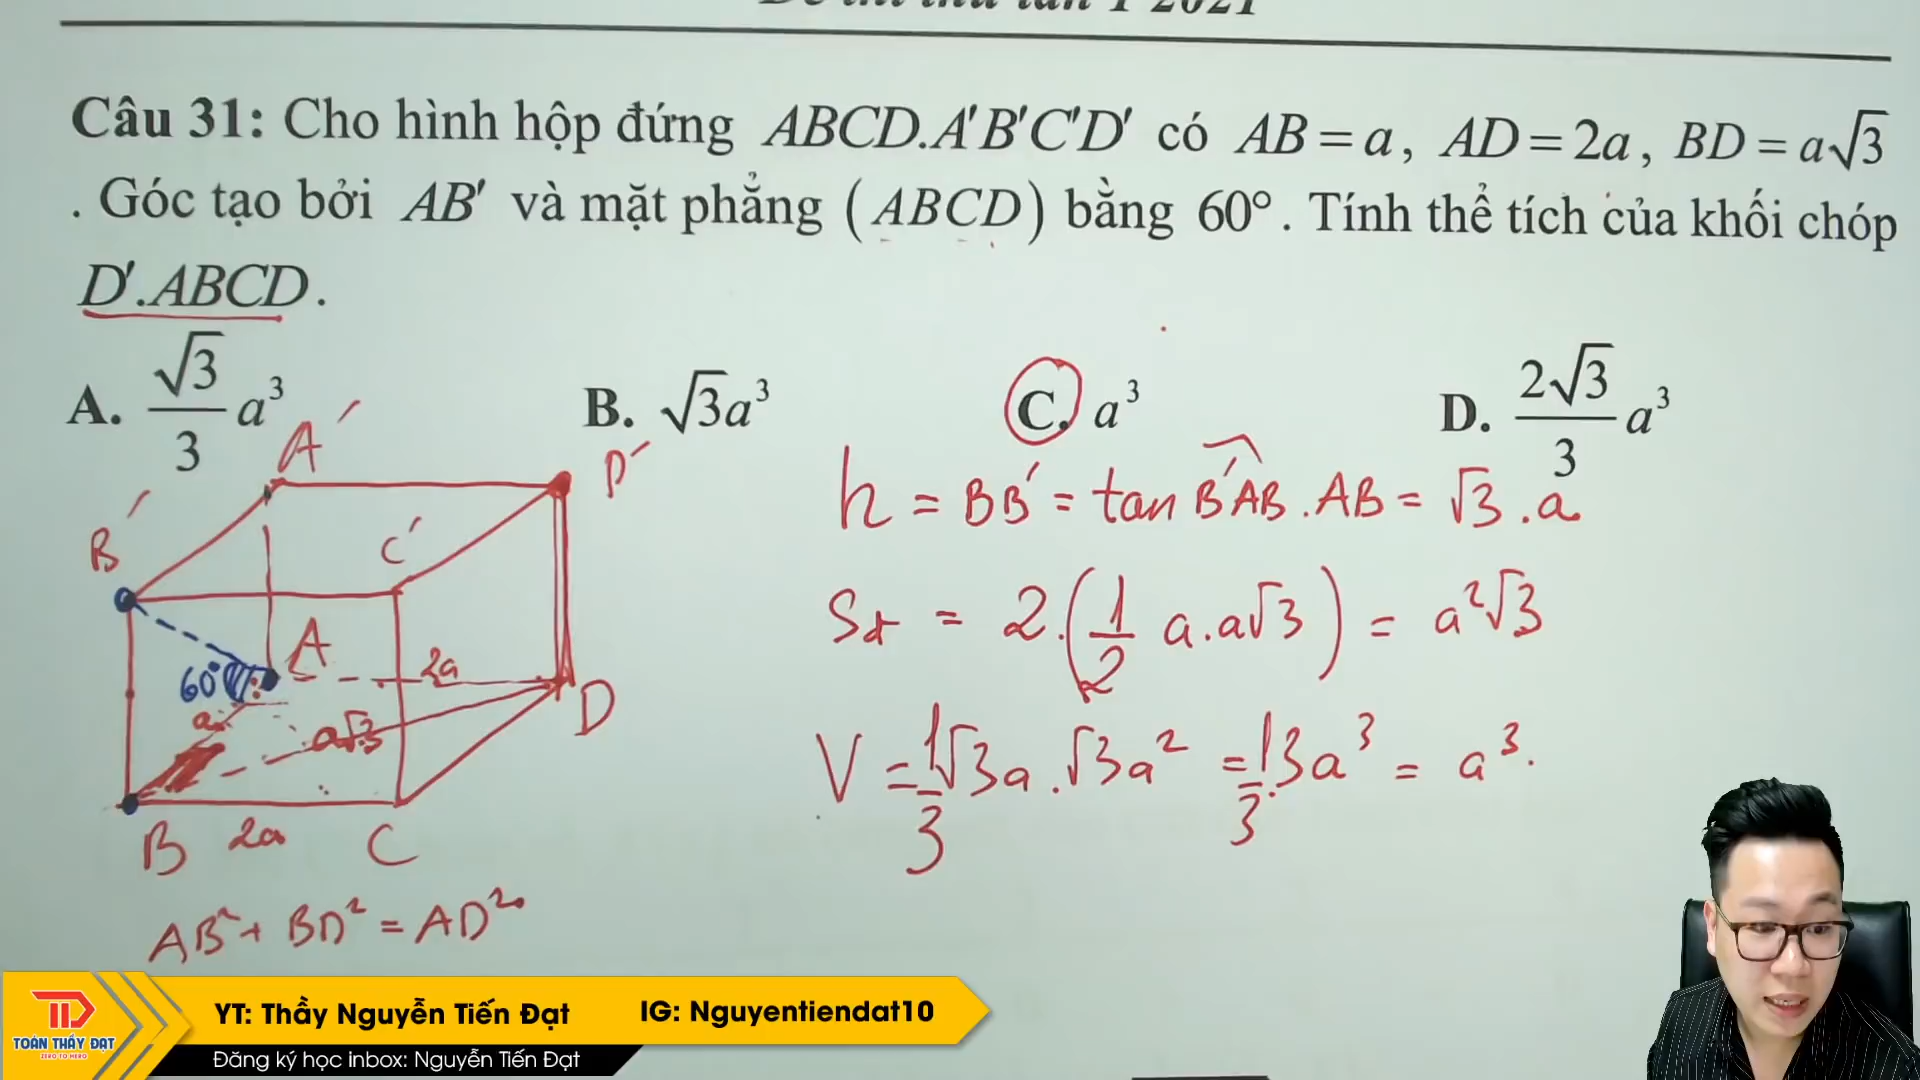 Câu 31: Cho hình hộp đứng ABCD.A'B'C'D' có AB = a, AD = 2a, BD = a√3
. Góc tạo bởi AB' và mặt phẳng (ABCD) bằng 60°. Tính thể tích của khối chóp
D'.ABCD.
A. √3/3 a³ B. √3a³ C. a³ D. 2√3/3 a³
A'
D'
B'
C'
A
60°
2a
a
a√3
D
B 2a C
AB² + BD² = AD²
h = BB' = tan B'AB . AB = √3 . a
Sđ = 2.(1/2 a.a√3) = a²√3
V = 1/3 √3a . √3a² = 1/3 . 3a³ = a³.
TOÁN THẦY ĐẠT
ZERO TO HERO
YT: Thầy Nguyễn Tiến Đạt IG: Nguyentiendat10
Đăng ký học inbox: Nguyễn Tiến Đạt